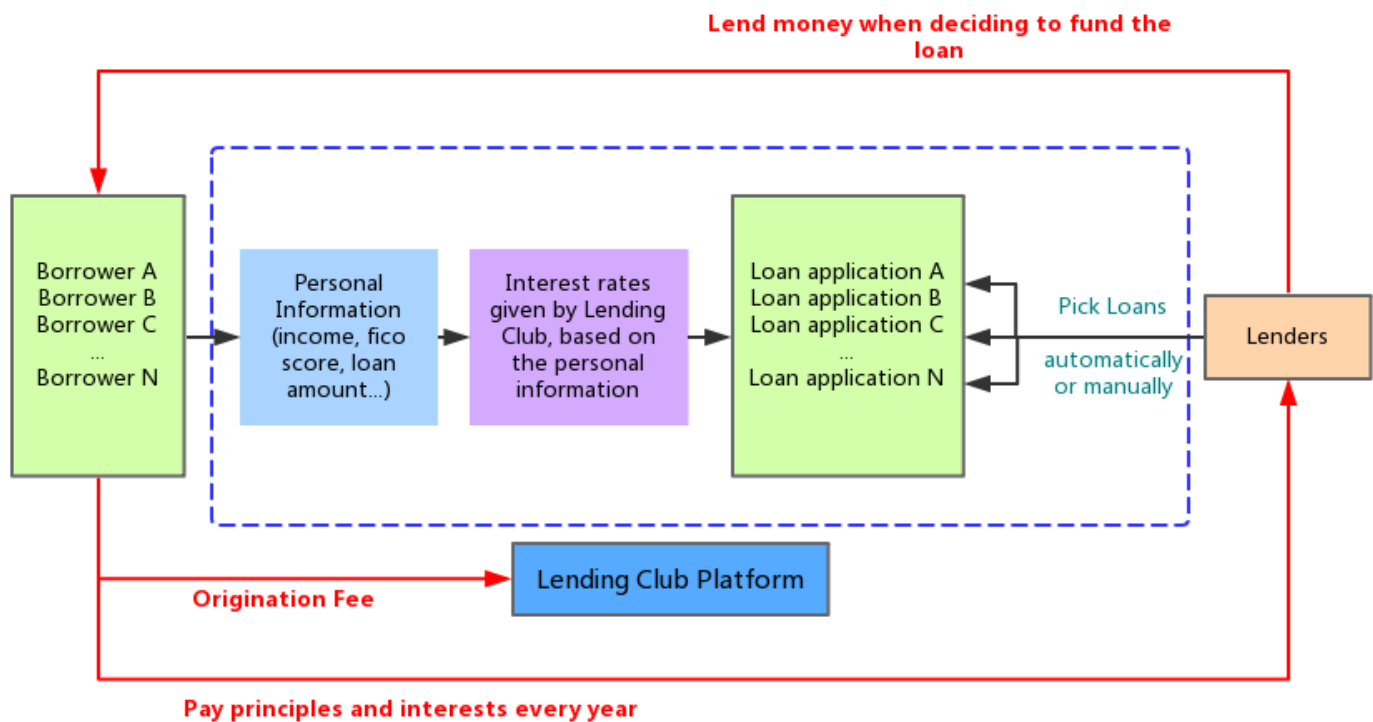 Lend money when deciding to fund the
loan
Borrower A
Borrower B
Borrower C
...
Borrower N
Personal
Information
(income, fico
score, loan
amount...)
Interest rates
given by Lending
Club, based on
the personal
information
Loan application A
Loan application B
Loan application C
...
Loan application N
Pick Loans
automatically
or manually
Lenders
Lending Club Platform
Origination Fee
Pay principles and interests every year